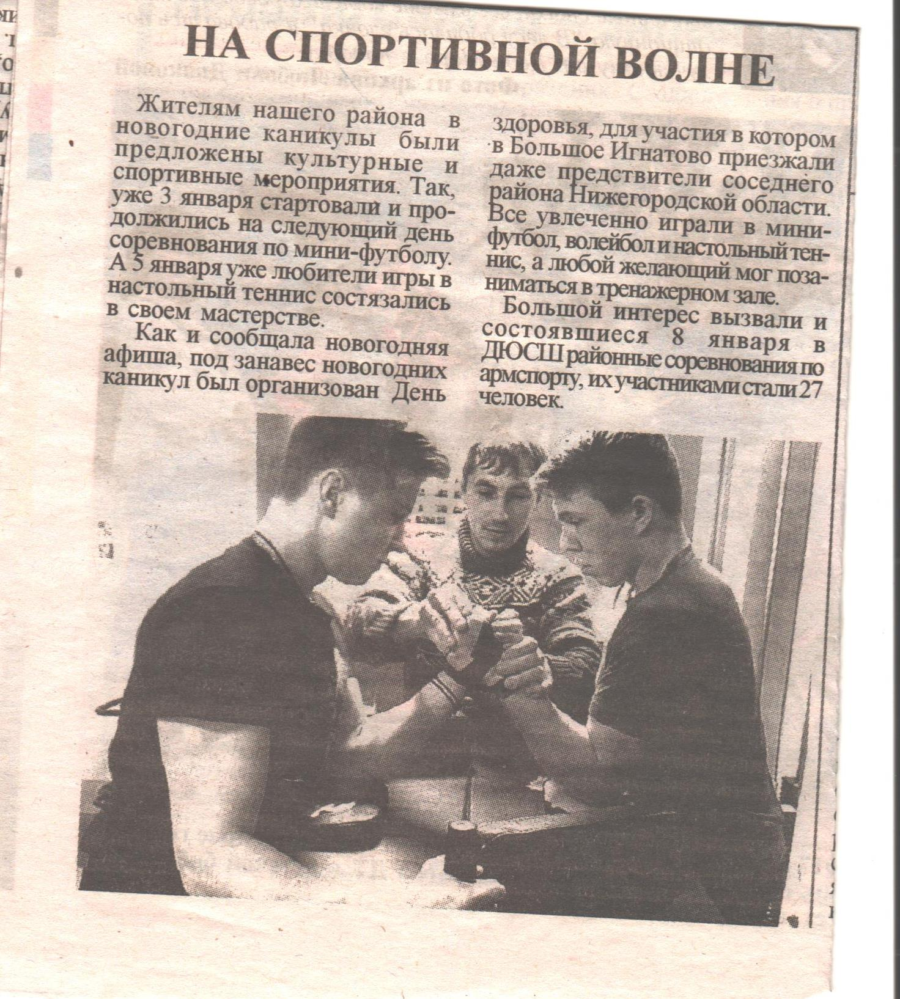 НА СПОРТИВНОЙ ВОЛНЕ
Жителям нашего района в
новогодние каникулы были
предложены культурные и
спортивные мероприятия. Так,
уже 3 января стартовали и про-
должились на следующий день
соревнования по мини-футболу.
А 5 января уже любители игры в
настольный теннис состязались
в своем мастерстве.
Как и сообщала новогодняя
афиша, под занавес новогодних
каникул был организован День
здоровья, для участия в котором
в Большое Игнатово приезжали
даже предствители соседнего
района Нижегородской области.
Все увлеченно играли в мини-
футбол, волейбол и настольный тен-
нис, а любой желающий мог поза-
ниматься в тренажерном зале.
Большой интерес вызвали и
состоявшиеся 8 января в
ДЮСШ районные соревнования по
армспорту, их участниками стали 27
человек.